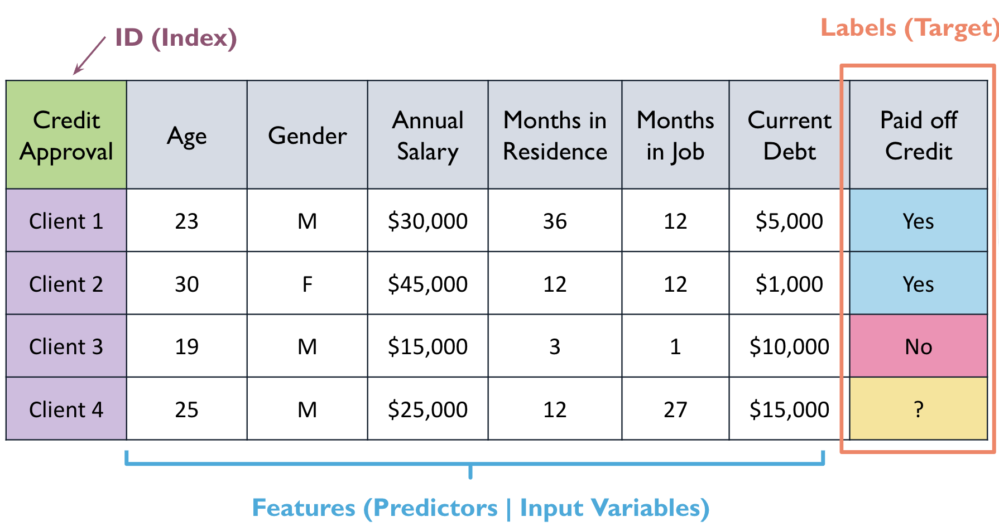 ID (Index)
Labels (Target)
Credit Approval
Age
Gender
Annual Salary
Months in Residence
Months in Job
Current Debt
Paid off Credit
Client 1
23
M
$30,000
36
12
$5,000
Yes
Client 2
30
F
$45,000
12
12
$1,000
Yes
Client 3
19
M
$15,000
3
1
$10,000
No
Client 4
25
M
$25,000
12
27
$15,000
?
Features (Predictors | Input Variables)